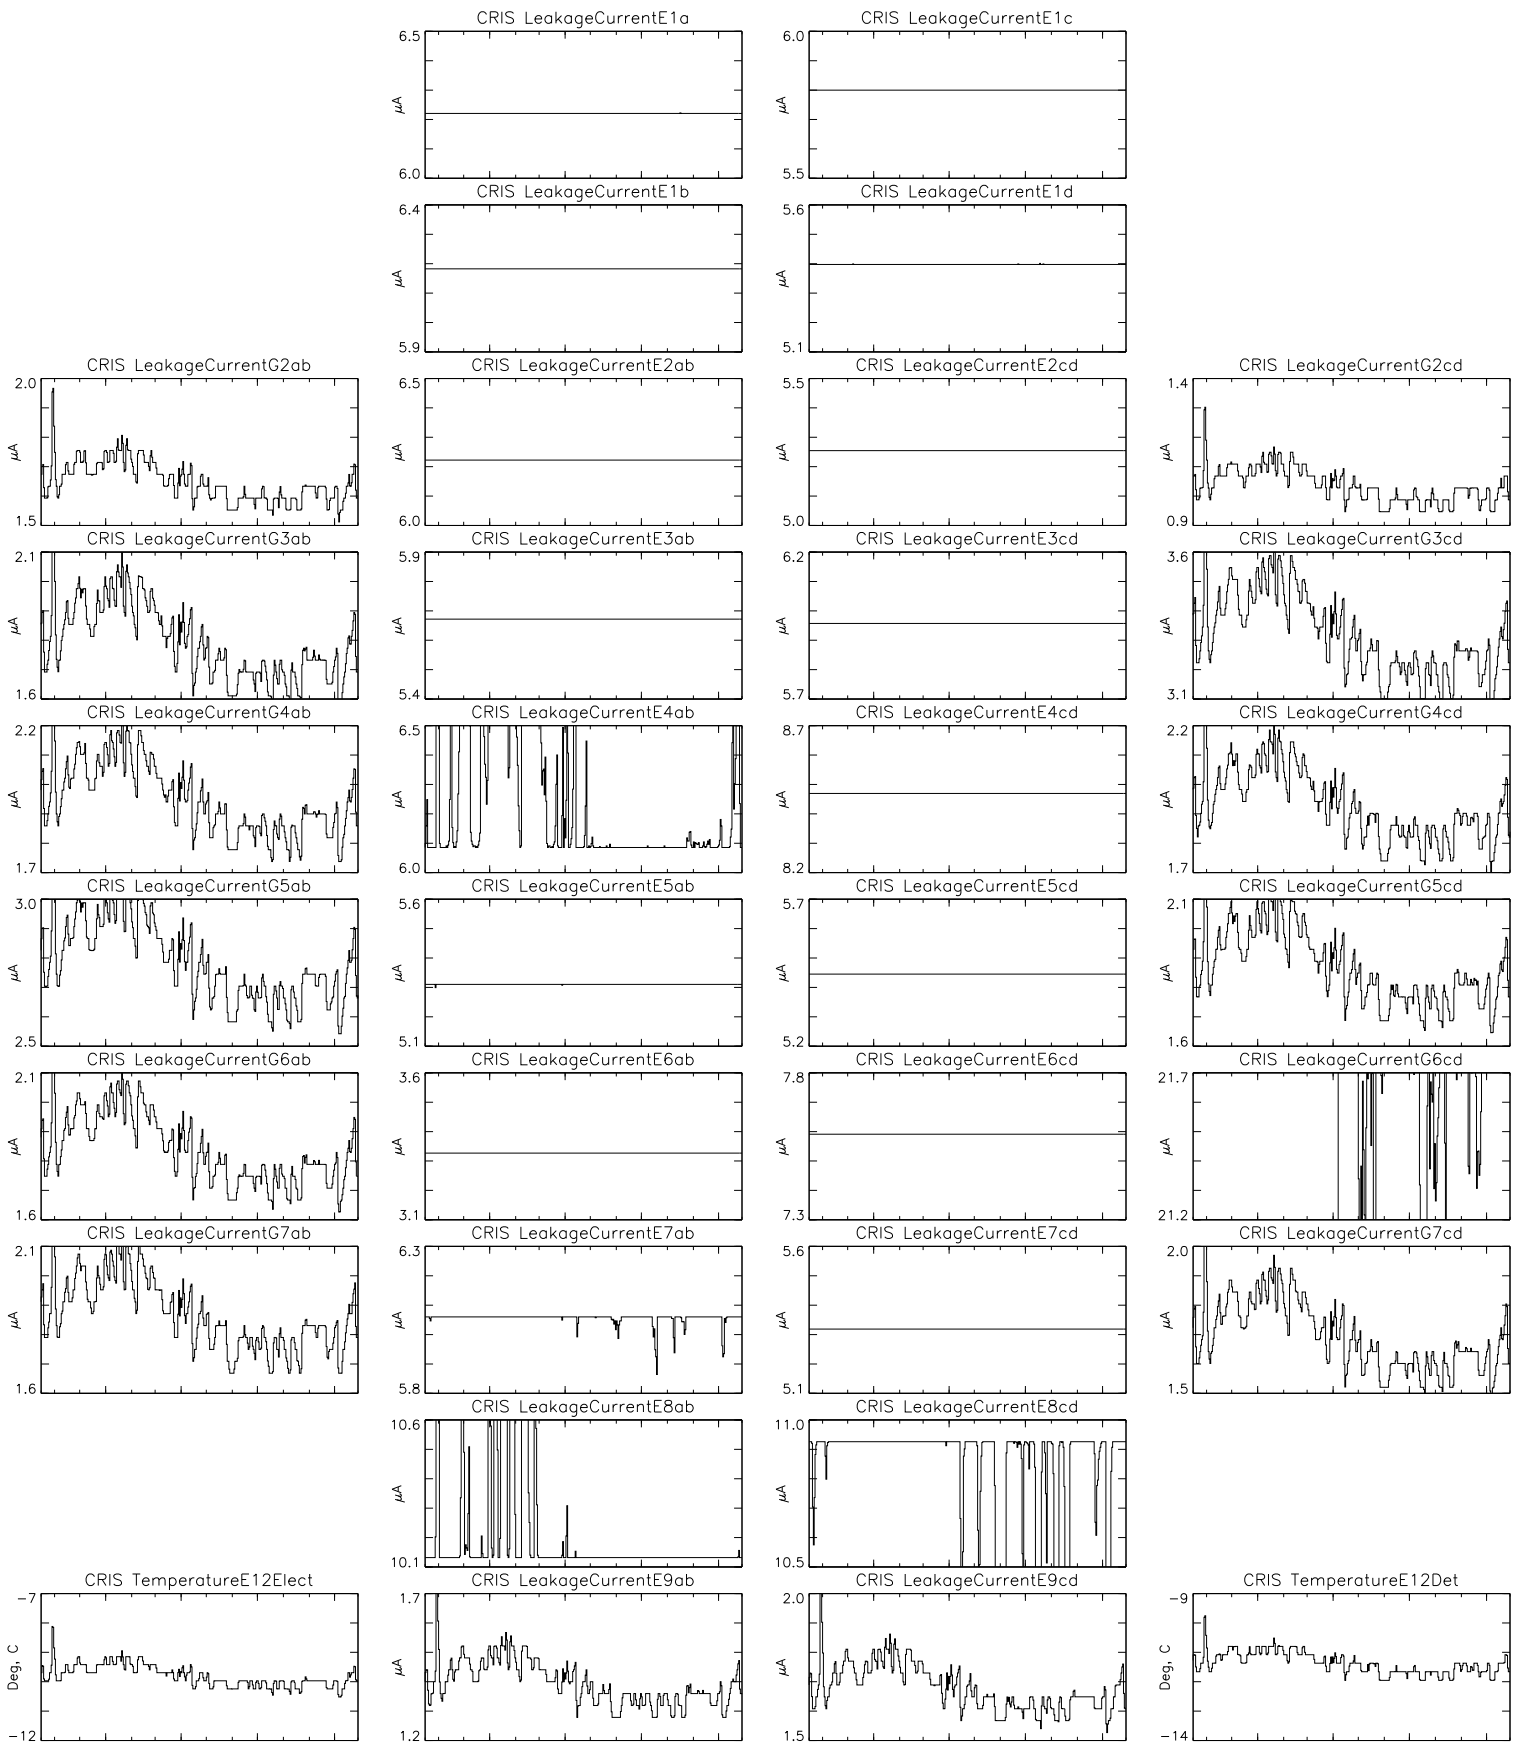 CRIS LeakageCurrentE1a
CRIS LeakageCurrentE1c
6.5
μA
6.0
6.0
μA
5.5
CRIS LeakageCurrentE1b
CRIS LeakageCurrentE1d
6.4
μA
5.9
5.6
μA
5.1
CRIS LeakageCurrentG2ab
CRIS LeakageCurrentE2ab
CRIS LeakageCurrentE2cd
CRIS LeakageCurrentG2cd
2.0
μA
1.5
6.5
μA
6.0
5.5
μA
5.0
1.4
μA
0.9
CRIS LeakageCurrentG3ab
CRIS LeakageCurrentE3ab
CRIS LeakageCurrentE3cd
CRIS LeakageCurrentG3cd
2.1
μA
1.6
5.9
μA
5.4
6.2
μA
5.7
3.6
μA
3.1
CRIS LeakageCurrentG4ab
CRIS LeakageCurrentE4ab
CRIS LeakageCurrentE4cd
CRIS LeakageCurrentG4cd
2.2
μA
1.7
6.5
μA
6.0
8.7
μA
8.2
2.2
μA
1.7
CRIS LeakageCurrentG5ab
CRIS LeakageCurrentE5ab
CRIS LeakageCurrentE5cd
CRIS LeakageCurrentG5cd
3.0
μA
2.5
5.6
μA
5.1
5.7
μA
5.2
2.1
μA
1.6
CRIS LeakageCurrentG6ab
CRIS LeakageCurrentE6ab
CRIS LeakageCurrentE6cd
CRIS LeakageCurrentG6cd
2.1
μA
1.6
3.6
μA
3.1
7.8
μA
7.3
21.7
μA
21.2
CRIS LeakageCurrentG7ab
CRIS LeakageCurrentE7ab
CRIS LeakageCurrentE7cd
CRIS LeakageCurrentG7cd
2.1
μA
1.6
6.3
μA
5.8
5.6
μA
5.1
2.0
μA
1.5
CRIS LeakageCurrentE8ab
CRIS LeakageCurrentE8cd
10.6
μA
10.1
11.0
μA
10.5
CRIS TemperatureE12Elect
CRIS LeakageCurrentE9ab
CRIS LeakageCurrentE9cd
CRIS TemperatureE12Det
−7
Deg, C
−12
1.7
μA
1.2
2.0
μA
1.5
−9
Deg, C
−14